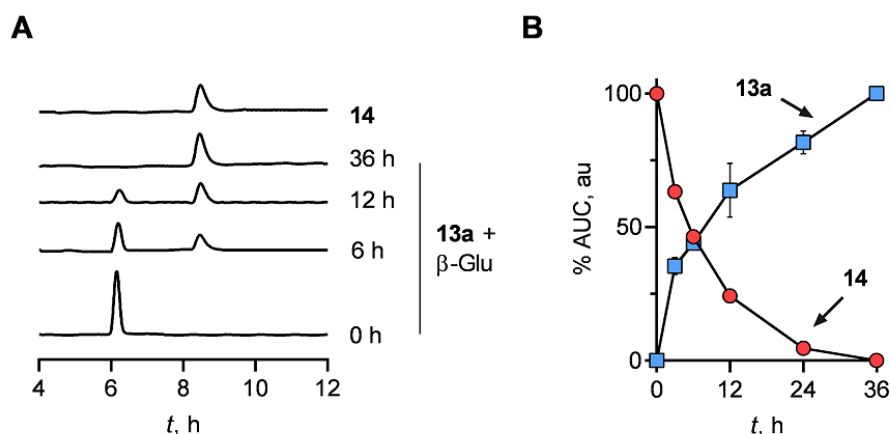 A
14
36 h
12 h
6 h
0 h
13a +
β-Glu
4 6 8 10 12
t, h
B
% AUC, au
100
50
0
13a
14
0 12 24 36
t, h